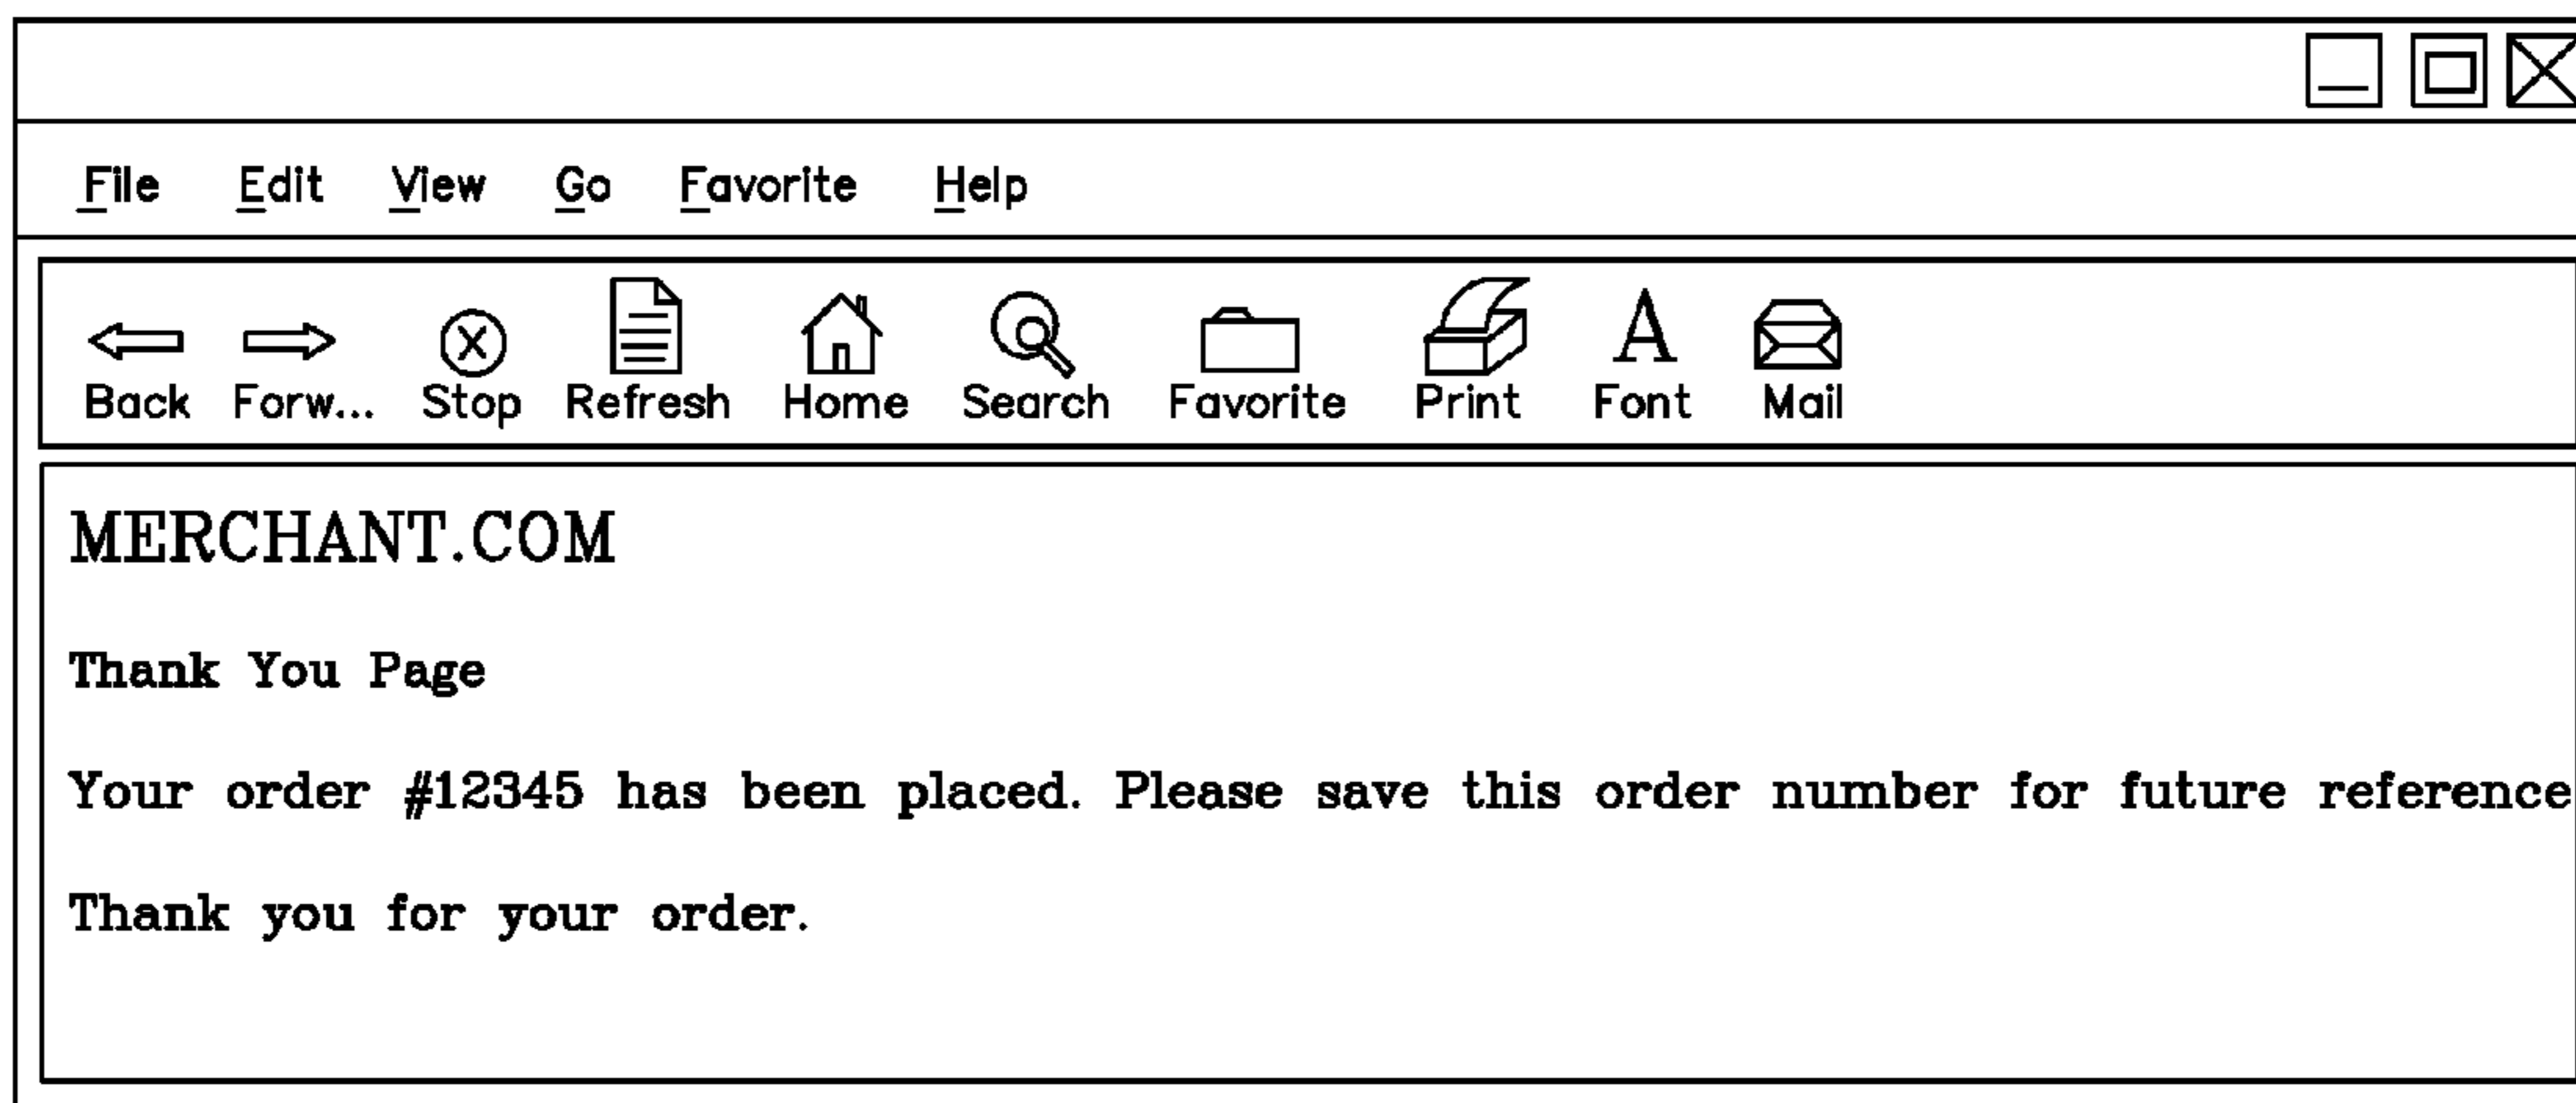 File Edit View Go Favorite Help
Back Forw... Stop Refresh Home Search Favorite Print Font Mail
MERCHANT.COM
Thank You Page
Your order #12345 has been placed. Please save this order number for future reference
Thank you for your order.